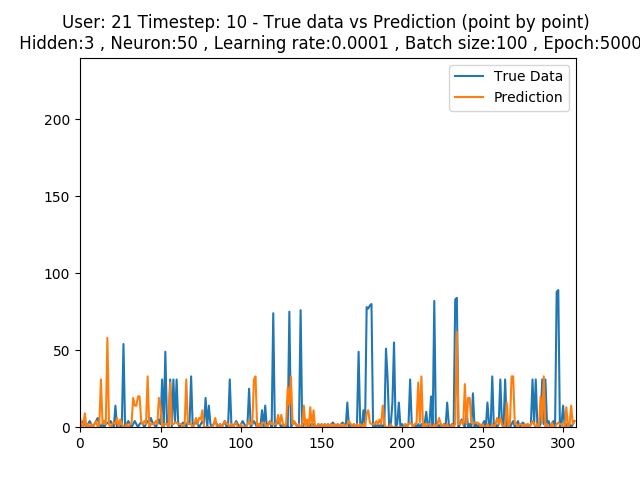 User: 21 Timestep: 10 - True data vs Prediction (point by point)
Hidden:3 , Neuron:50 , Learning rate:0.0001 , Batch size:100 , Epoch:5000
True Data
Prediction
200
150
100
50
0
0 50 100 150 200 250 300